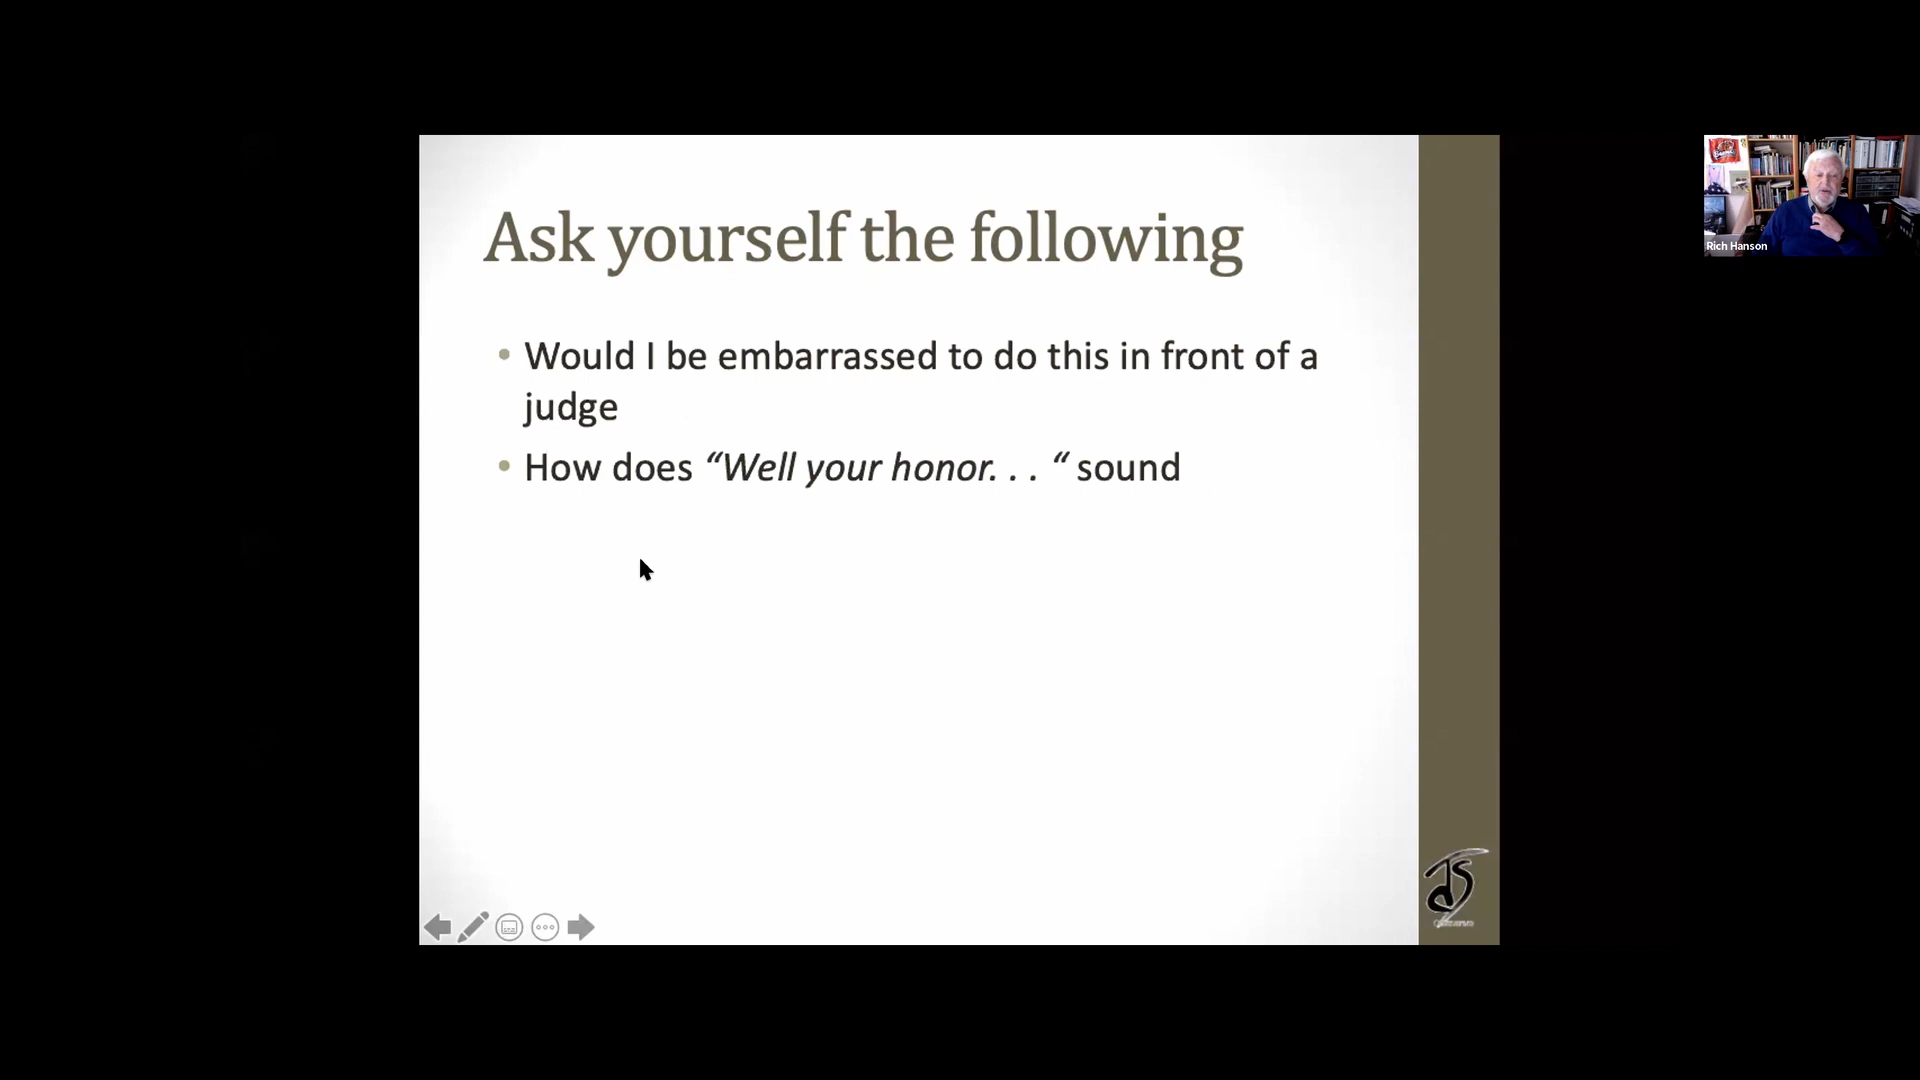 Ask yourself the following
• Would I be embarrassed to do this in front of a
judge
• How does “Well your honor. . . “ sound
Rich Hanson